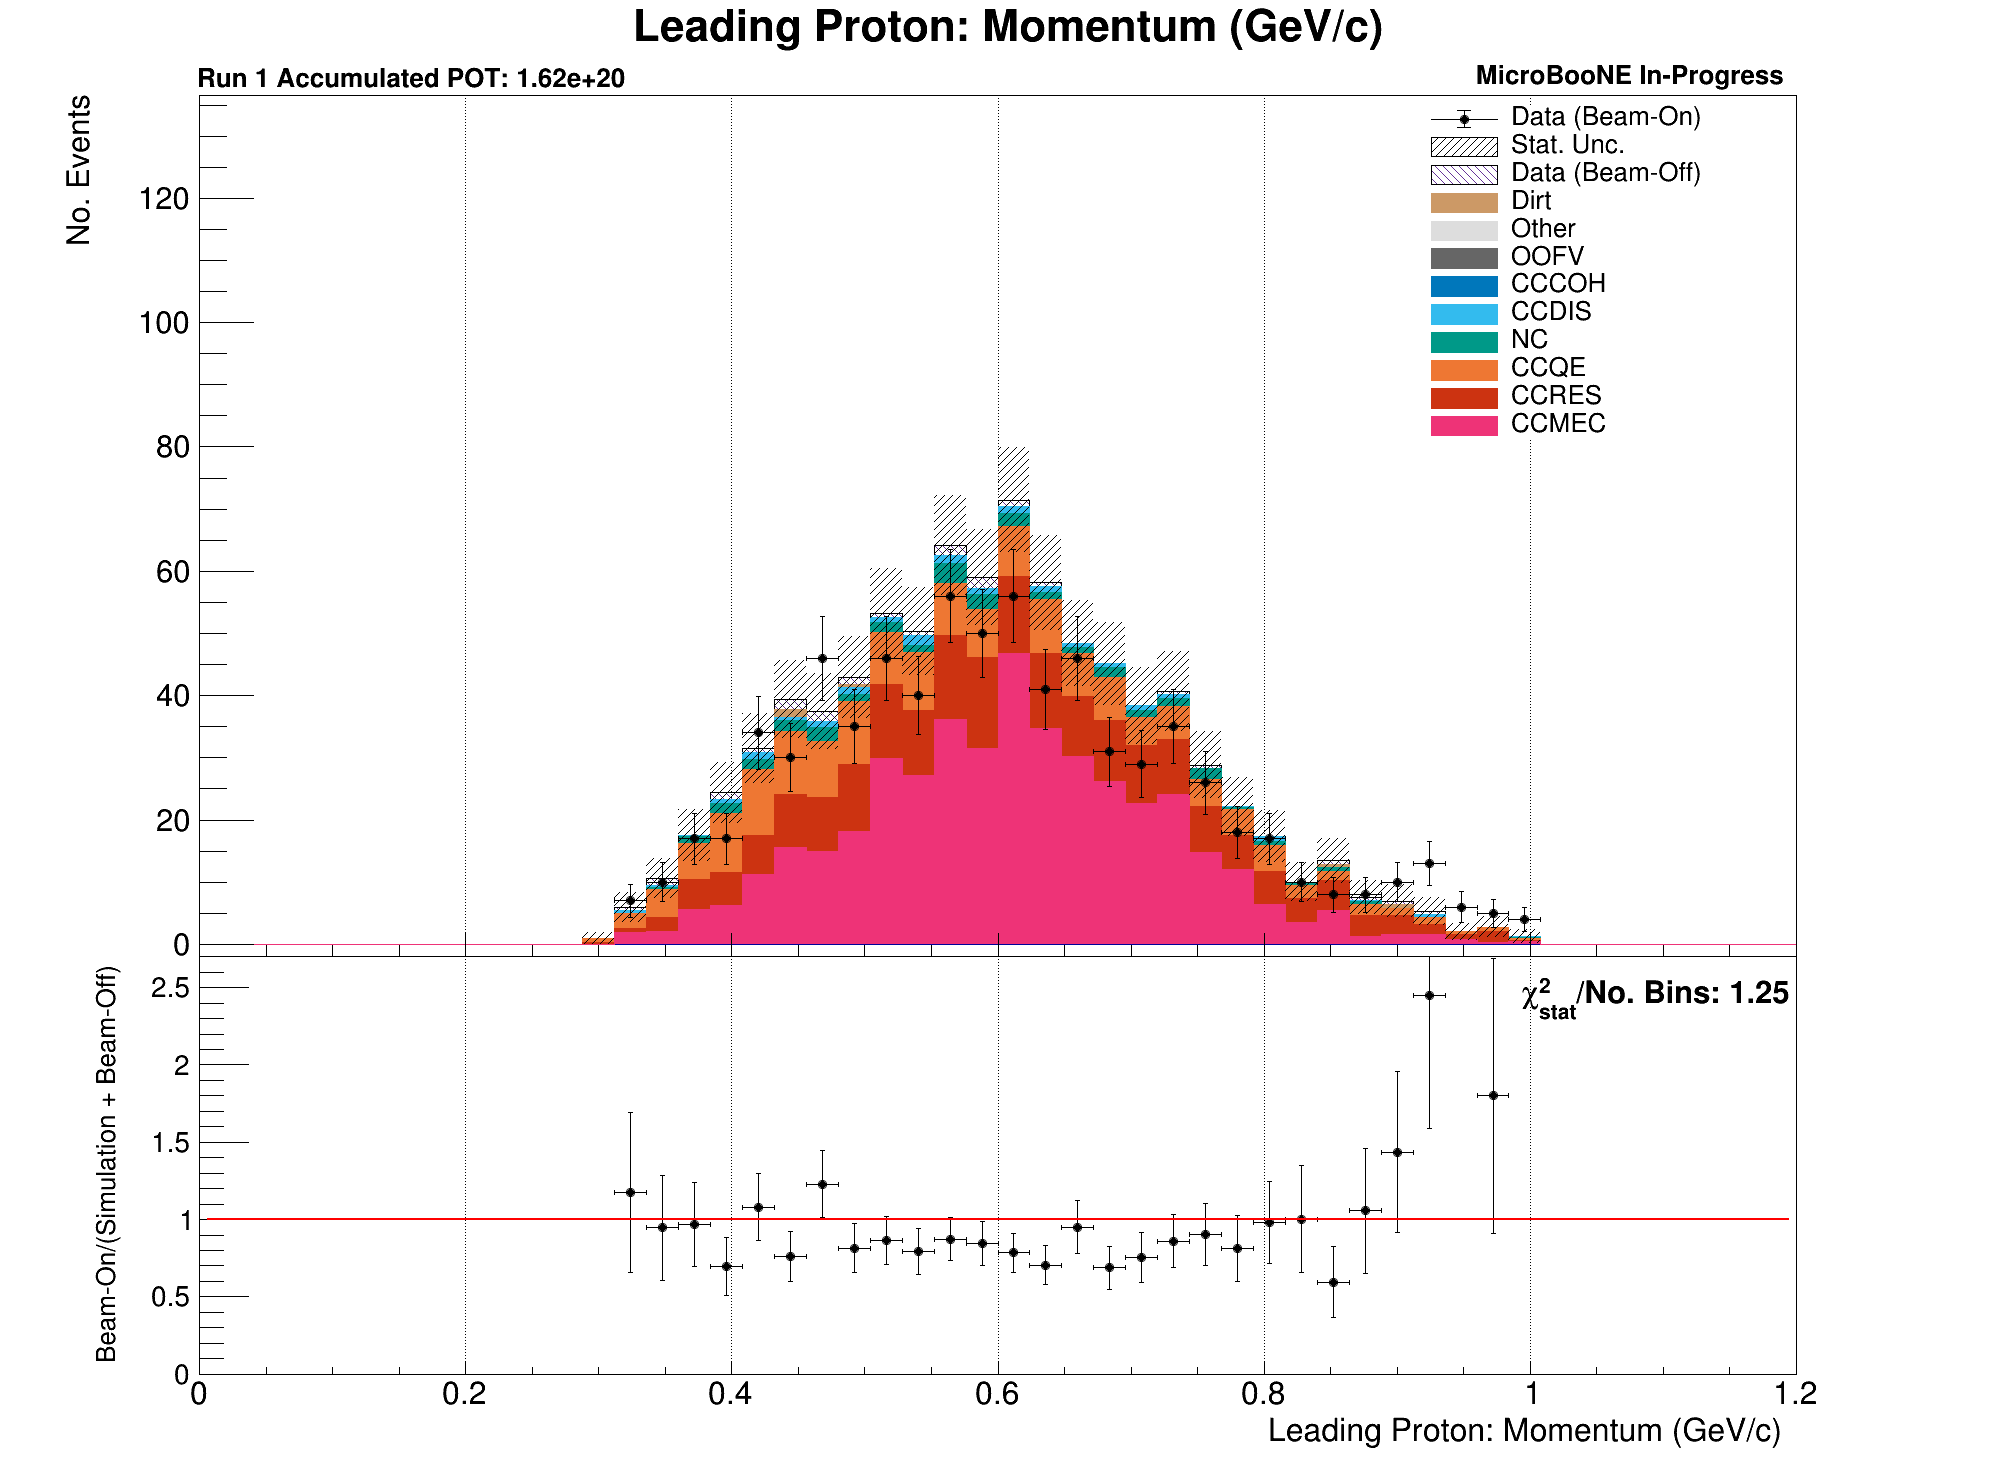 Leading Proton: Momentum (GeV/c)
Run 1 Accumulated POT: 1.62e+20
MicroBooNE In-Progress
No. Events
120
100
80
60
40
20
0
Data (Beam-On)
Stat. Unc.
Data (Beam-Off)
Dirt
Other
OOFV
CCCOH
CCDIS
NC
CCQE
CCRES
CCMEC
Beam-On/(Simulation + Beam-Off)
2.5
2
1.5
1
0.5
0
χ²stat/No. Bins: 1.25
0 0.2 0.4 0.6 0.8 1 1.2
Leading Proton: Momentum (GeV/c)